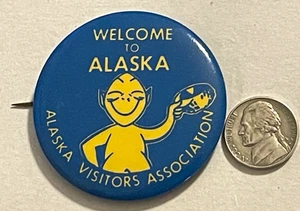 WELCOME
TO
ALASKA
ALASKA VISITORS ASSOCIATION